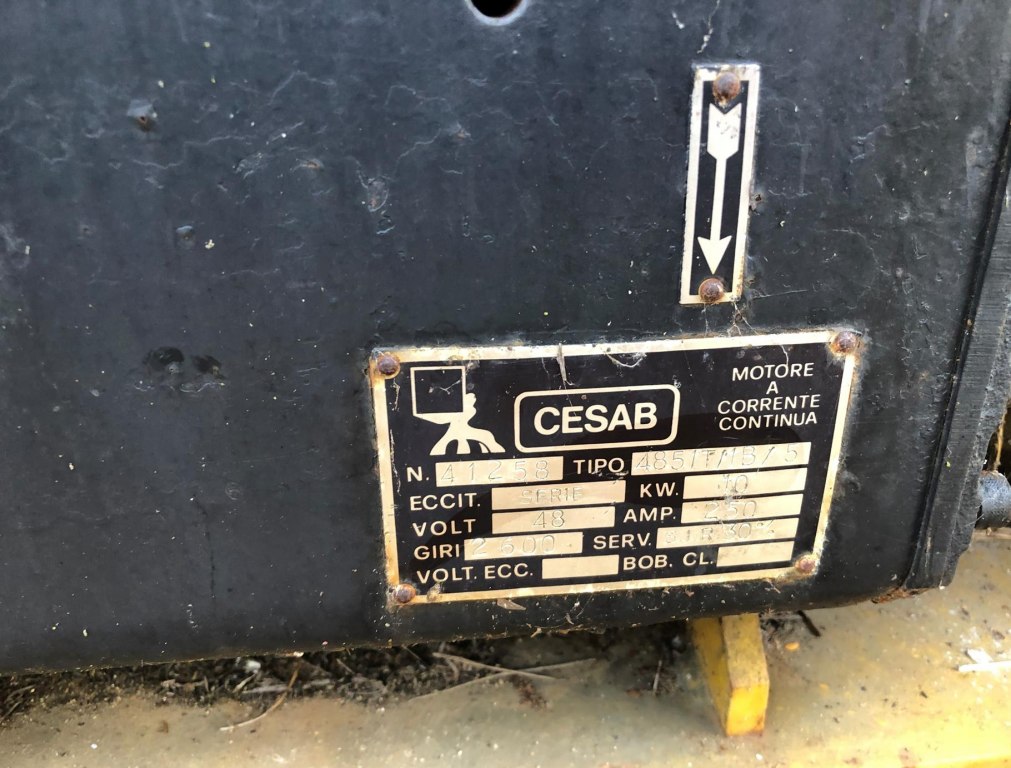 CESAB
MOTORE
A
CORRENTE
CONTINUA
N. 41258 TIPO
ECCIT. SERIE KW. 10
VOLT 48 AMP. 250
GIRI 2600 SERV. 30%
VOLT. ECC. BOB. CL.